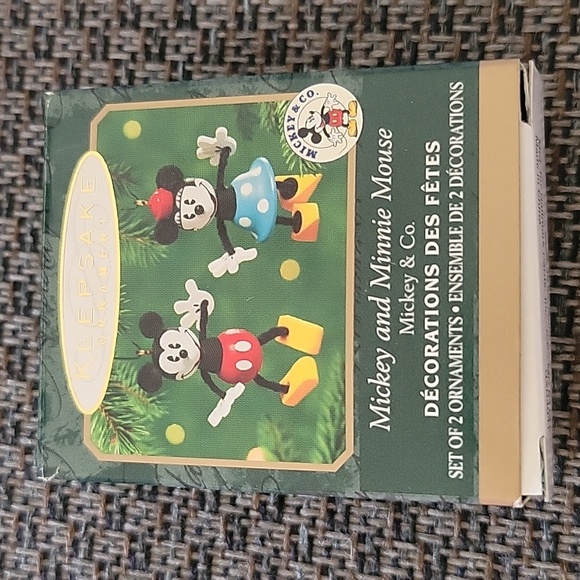 KEEPSAKE
ORNAMENT
MICKEY & CO.
Mickey and Minnie Mouse
Mickey & Co.
DÉCORATIONS DES FÊTES
SET OF 2 ORNAMENTS • ENSEMBLE DE 2 DÉCORATIONS